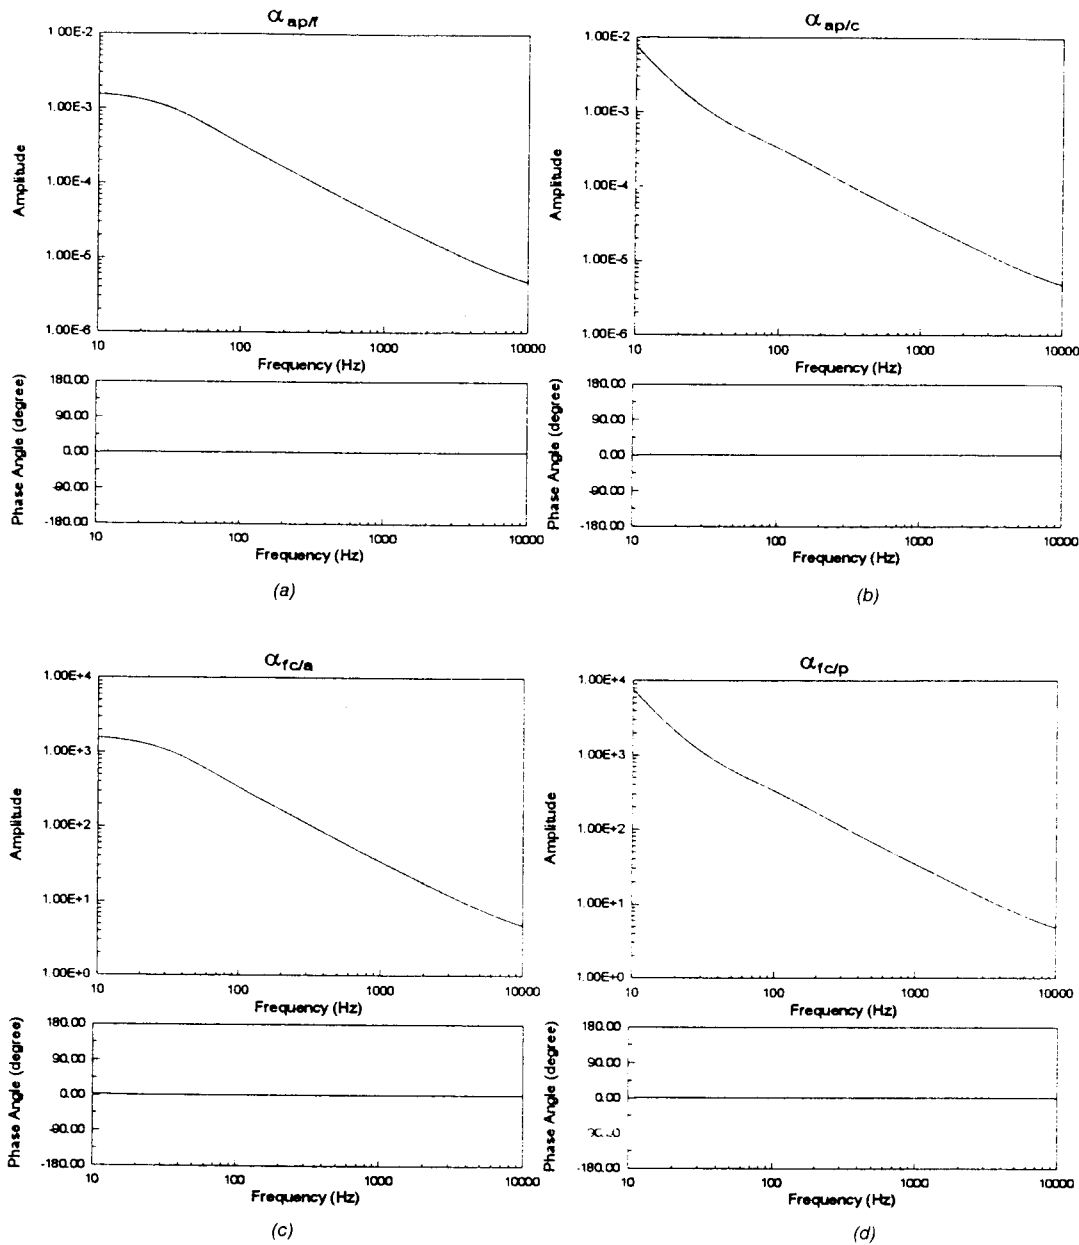 α ap/f
1.00E-2
1.00E-3
1.00E-4
1.00E-5
1.00E-6
Amplitude
10 100 1000 10000
Frequency (Hz)
180.00
90.00
0.00
-90.00
-180.00
Phase Angle (degree)
10 100 1000 10000
Frequency (Hz)
(a)
α ap/c
1.00E-2
1.00E-3
1.00E-4
1.00E-5
1.00E-6
Amplitude
10 100 1000 10000
Frequency (Hz)
180.00
90.00
0.00
-90.00
-180.00
Phase Angle (degree)
10 100 1000 10000
Frequency (Hz)
(b)
α fc/a
1.00E+4
1.00E+3
1.00E+2
1.00E+1
1.00E+0
Amplitude
10 100 1000 10000
Frequency (Hz)
180.00
90.00
0.00
-90.00
-180.00
Phase Angle (degree)
10 100 1000 10000
Frequency (Hz)
(c)
α fc/p
1.00E+4
1.00E+3
1.00E+2
1.00E+1
1.00E+0
Amplitude
10 100 1000 10000
Frequency (Hz)
180.00
90.00
0.00
-180.00
Phase Angle (degree)
10 100 1000 10000
Frequency (Hz)
(d)